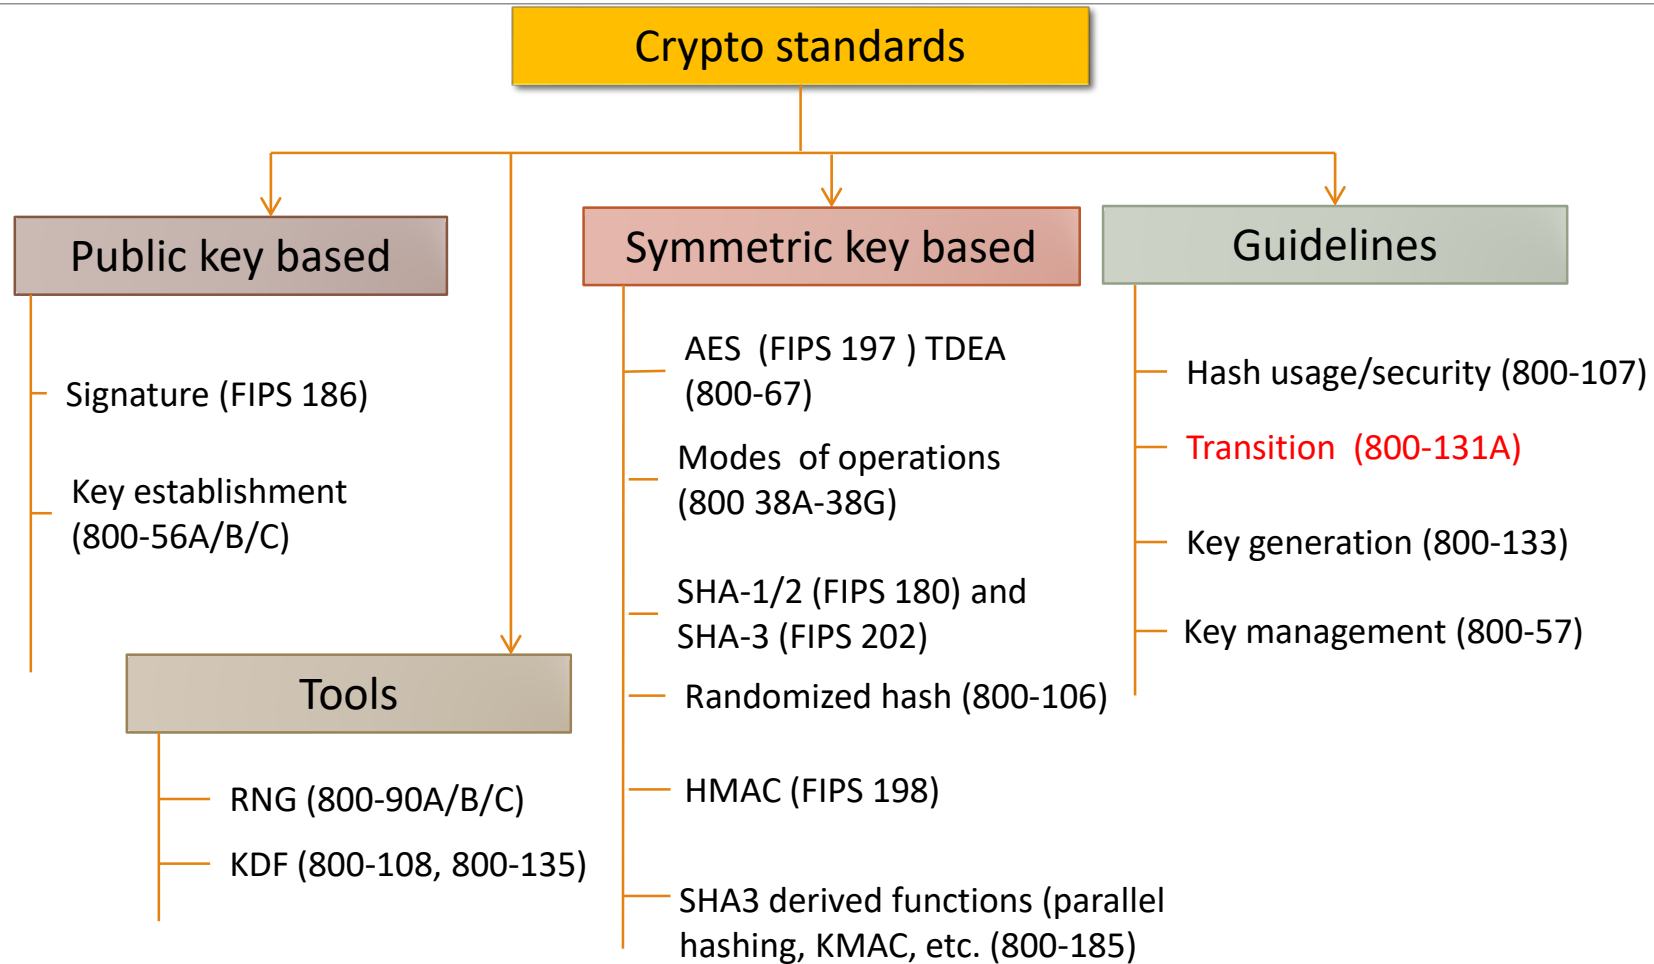 Crypto standards
Public key based
Signature (FIPS 186)
Key establishment
(800-56A/B/C)
Tools
RNG (800-90A/B/C)
KDF (800-108, 800-135)
Symmetric key based
AES  (FIPS 197 ) TDEA
(800-67)
Modes  of operations
(800 38A-38G)
SHA-1/2 (FIPS 180) and
SHA-3 (FIPS 202)
Randomized hash (800-106)
HMAC (FIPS 198)
SHA3 derived functions (parallel
hashing, KMAC, etc. (800-185)
Guidelines
Hash usage/security (800-107)
Transition  (800-131A)
Key generation (800-133)
Key management (800-57)